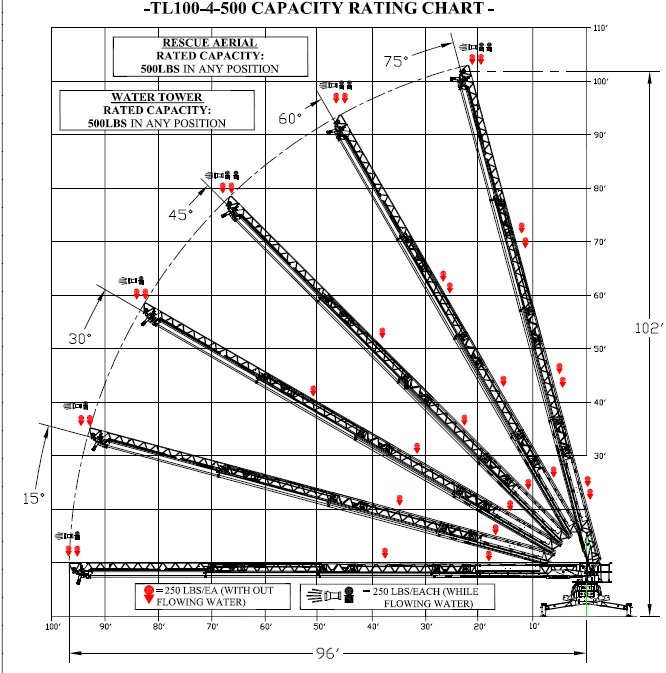 -TL100-4-500 CAPACITY RATING CHART -
110'
RESCUE AERIAL
RATED CAPACITY:
500LBS IN ANY POSITION
75°
100'
WATER TOWER
RATED CAPACITY:
500LBS IN ANY POSITION
60°
90'
80'
45°
70'
60'
30°
102'
50'
40'
30'
15°
= 250 LBS/EA (WITH OUT
FLOWING WATER)
- 250 LBS/EACH (WHILE
FLOWING WATER)
100' 90' 80' 70' 60' 50' 40' 30' 20' 10'
96'